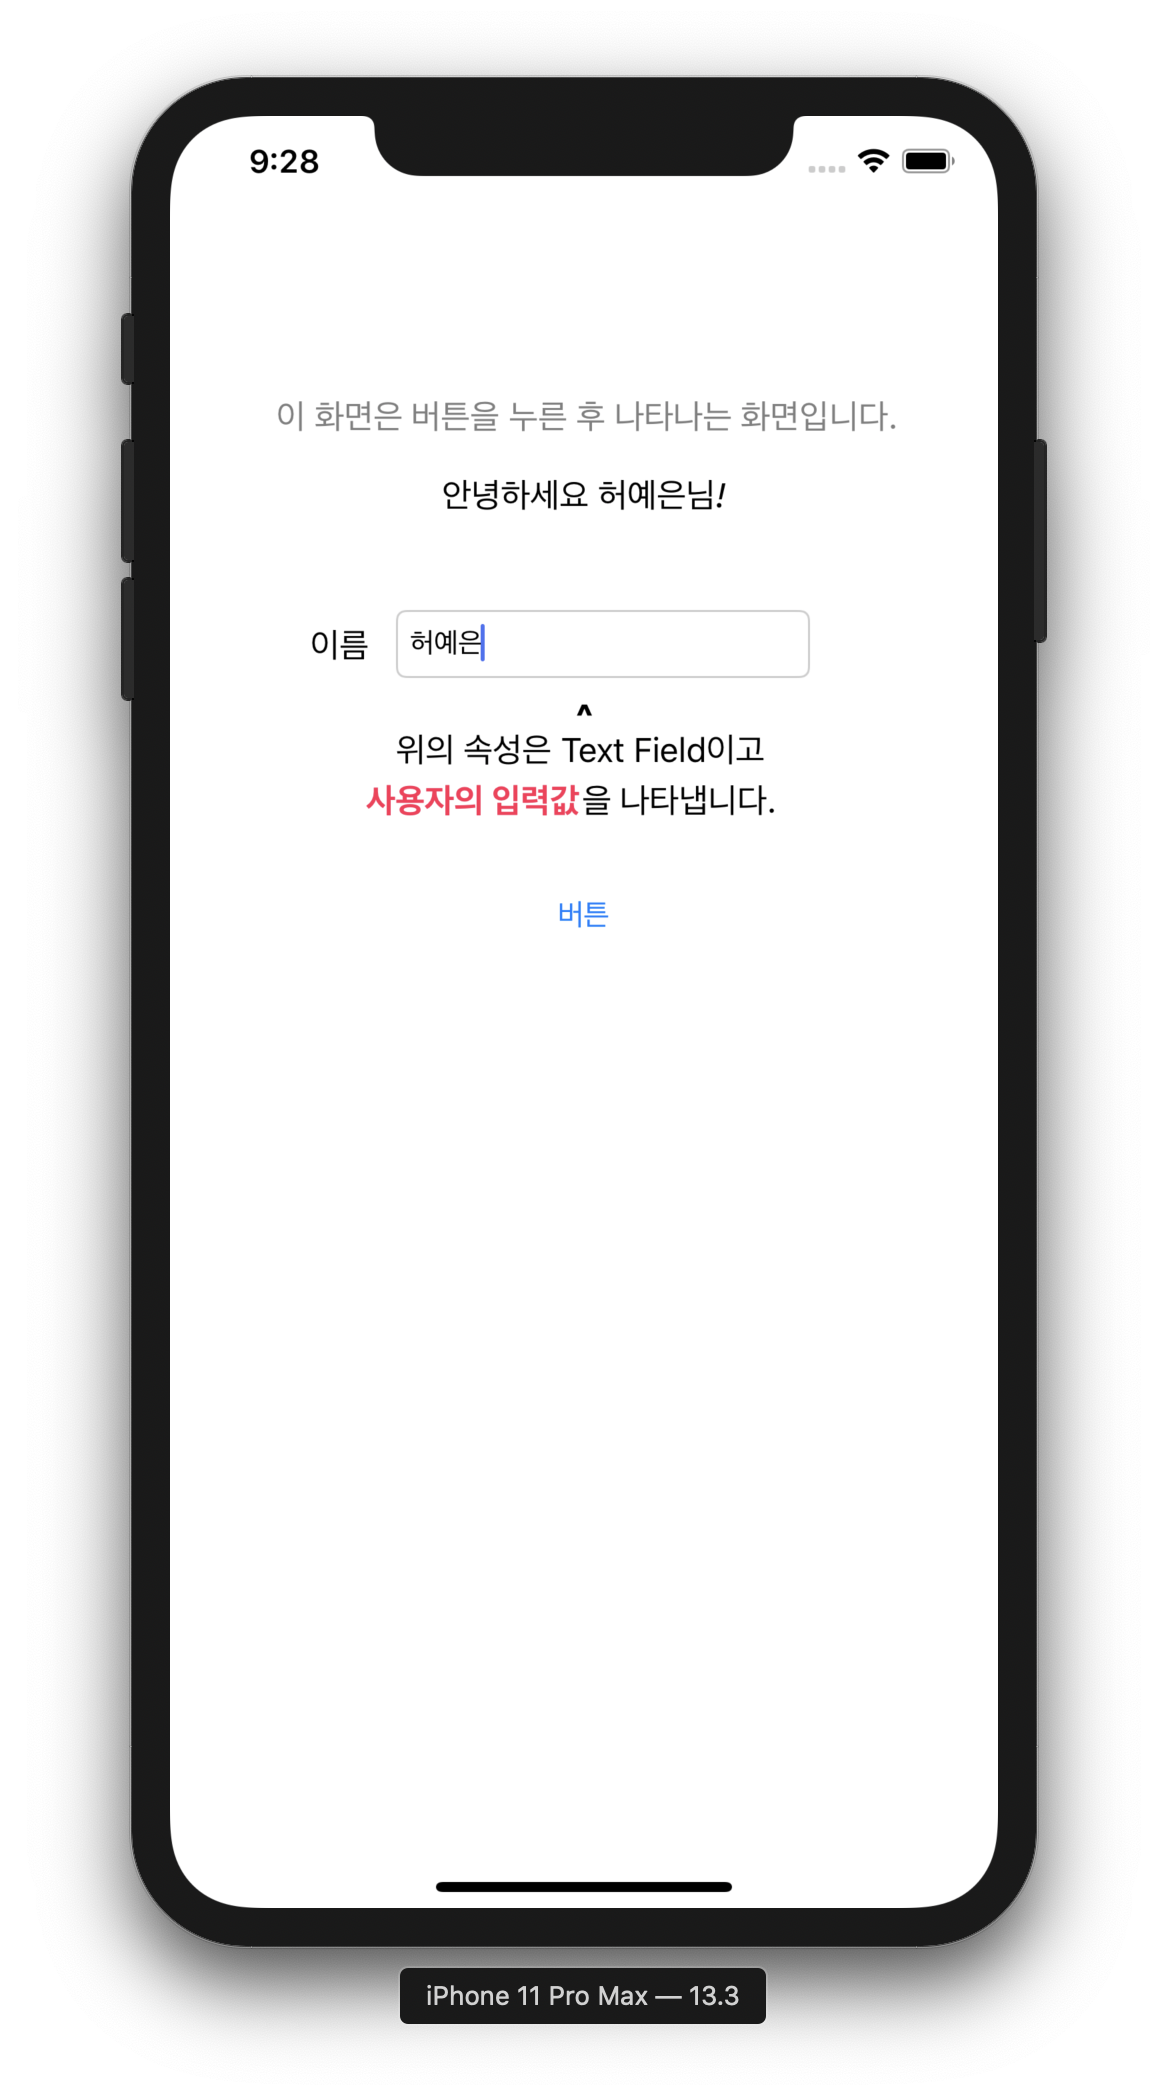 9:28
이 화면은 버튼을 누른 후 나타나는 화면입니다.
안녕하세요 허예은님!
이름 허예은
^
위의 속성은 Text Field이고
사용자의 입력값을 나타냅니다.
버튼
iPhone 11 Pro Max — 13.3